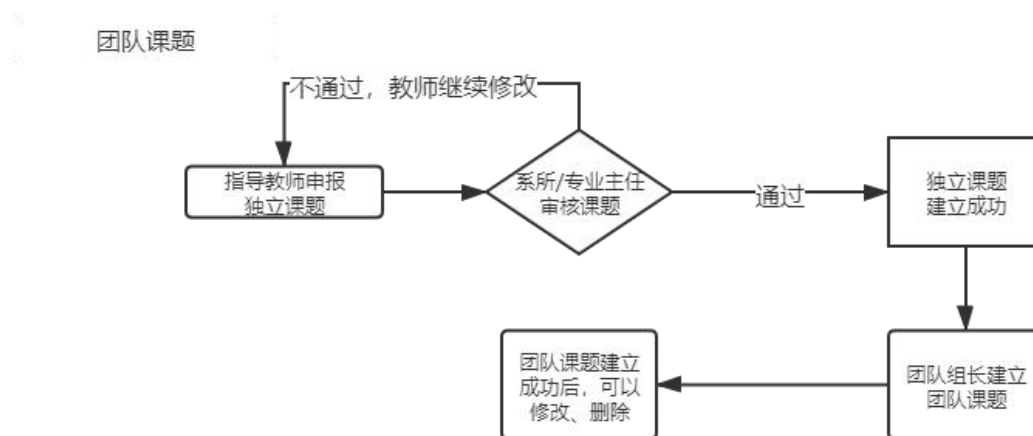 团队课题
不通过，教师继续修改
指导教师申报
独立课题
系所/专业主任
审核课题
通过
独立课题
建立成功
团队课题建立
成功后，可以
修改、删除
团队组长建立
团队课题